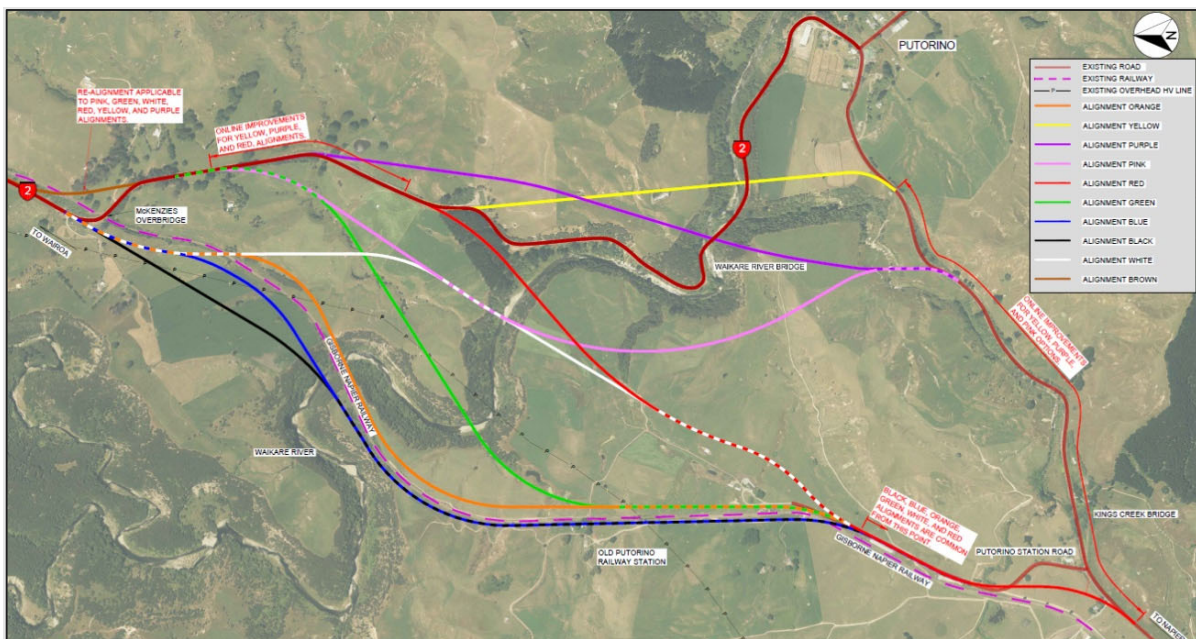 PUTORINO
N
EXISTING ROAD
EXISTING RAILWAY
P
EXISTING OVERHEAD HV LINE
ALIGNMENT ORANGE
ALIGNMENT YELLOW
ALIGNMENT PURPLE
ALIGNMENT PINK
ALIGNMENT RED
ALIGNMENT GREEN
ALIGNMENT BLUE
ALIGNMENT BLACK
ALIGNMENT WHITE
ALIGNMENT BROWN
RE-ALIGNMENT APPLICABLE
TO PINK, GREEN, WHITE,
RED, YELLOW, AND PURPLE
ALIGNMENTS.
ONLINE IMPROVEMENTS
FOR YELLOW, PURPLE,
AND RED, ALIGNMENTS.
2
2
McKENZIES
OVERBRIDGE
TO WAIROA
WAIKARE RIVER BRIDGE
ONLINE IMPROVEMENTS
FOR YELLOW, PURPLE,
AND PINK OPTIONS.
GISBORNE NAPIER RAILWAY
WAIKARE RIVER
BLACK, BLUE, ORANGE,
GREEN, WHITE, AND RED
ALIGNMENTS ARE COMMON
FROM THIS POINT
KINGS CREEK BRIDGE
OLD PUTORINO
RAILWAY STATION
GISBORNE NAPIER RAILWAY
PUTORINO STATION ROAD